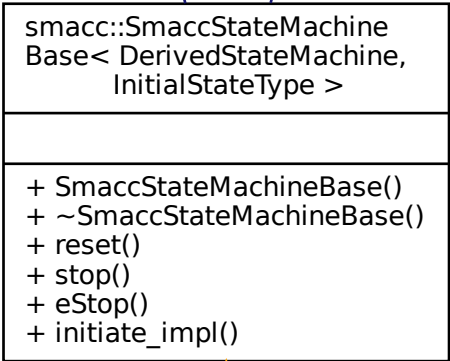 smacc::SmaccStateMachine
Base< DerivedStateMachine,
InitialStateType >
+ SmaccStateMachineBase()
+ ~SmaccStateMachineBase()
+ reset()
+ stop()
+ eStop()
+ initiate_impl()